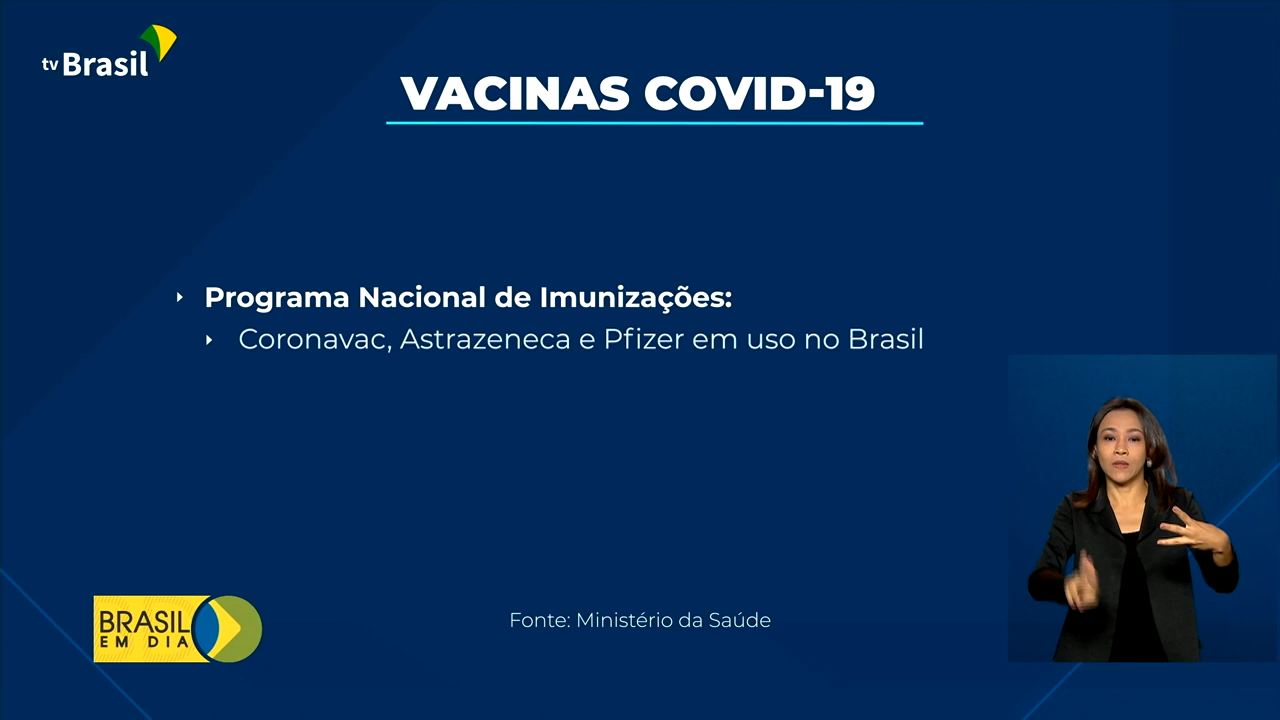 tv Brasil
VACINAS COVID-19
Programa Nacional de Imunizações:
Coronavac, Astrazeneca e Pfizer em uso no Brasil
BRASIL
EM DIA
Fonte: Ministério da Saúde